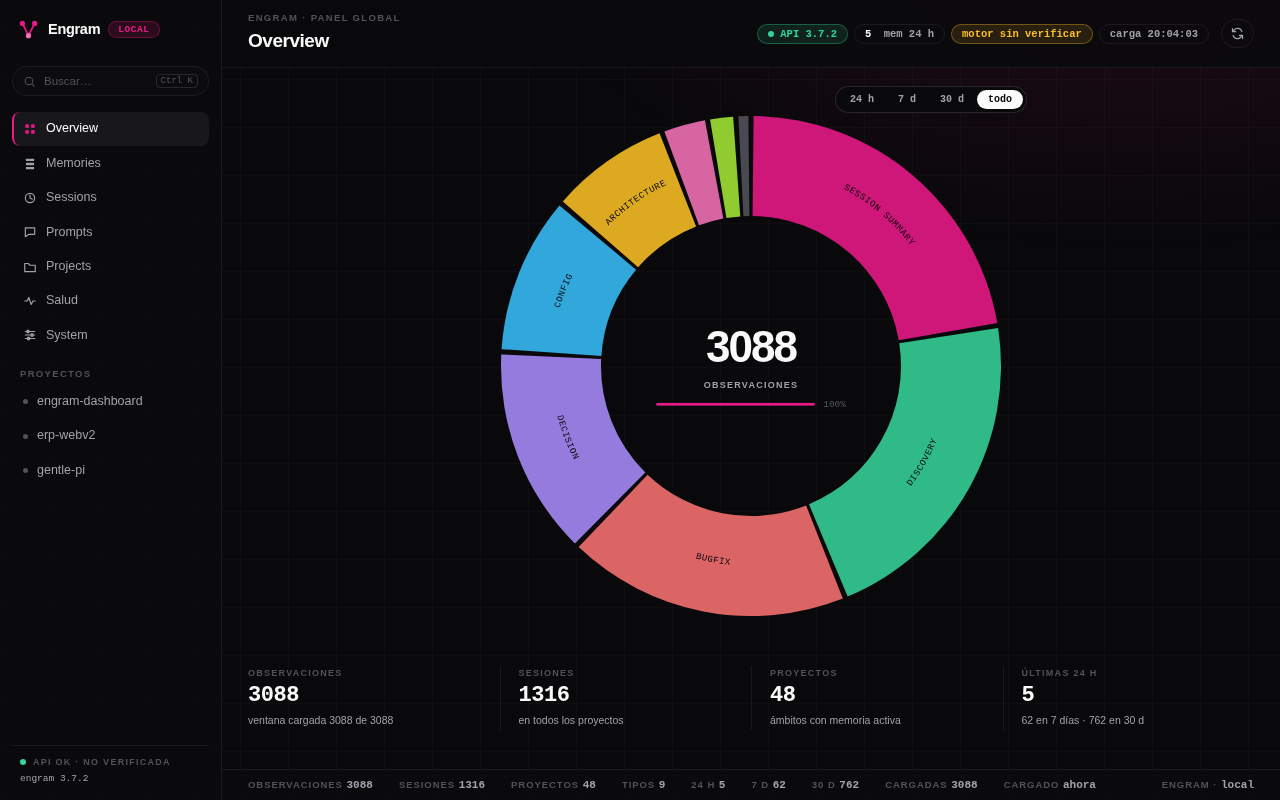 Engram LOCAL
Buscar… Ctrl K
Overview
Memories
Sessions
Prompts
Projects
Salud
System
PROYECTOS
engram-dashboard
erp-webv2
gentle-pi
API OK · NO VERIFICADA
engram 3.7.2
ENGRAM · PANEL GLOBAL
Overview
API 3.7.2 5 mem 24 h motor sin verificar carga 20:04:03
24 h 7 d 30 d todo
SESSION SUMMARY
ARCHITECTURE
CONFIG
DECISION
BUGFIX
DISCOVERY
3088
OBSERVACIONES
100%
OBSERVACIONES
3088
ventana cargada 3088 de 3088
SESIONES
1316
en todos los proyectos
PROYECTOS
48
ámbitos con memoria activa
ÚLTIMAS 24 H
5
62 en 7 días · 762 en 30 d
OBSERVACIONES 3088 SESIONES 1316 PROYECTOS 48 TIPOS 9 24 H 5 7 D 62 30 D 762 CARGADAS 3088 CARGADO ahora ENGRAM · local